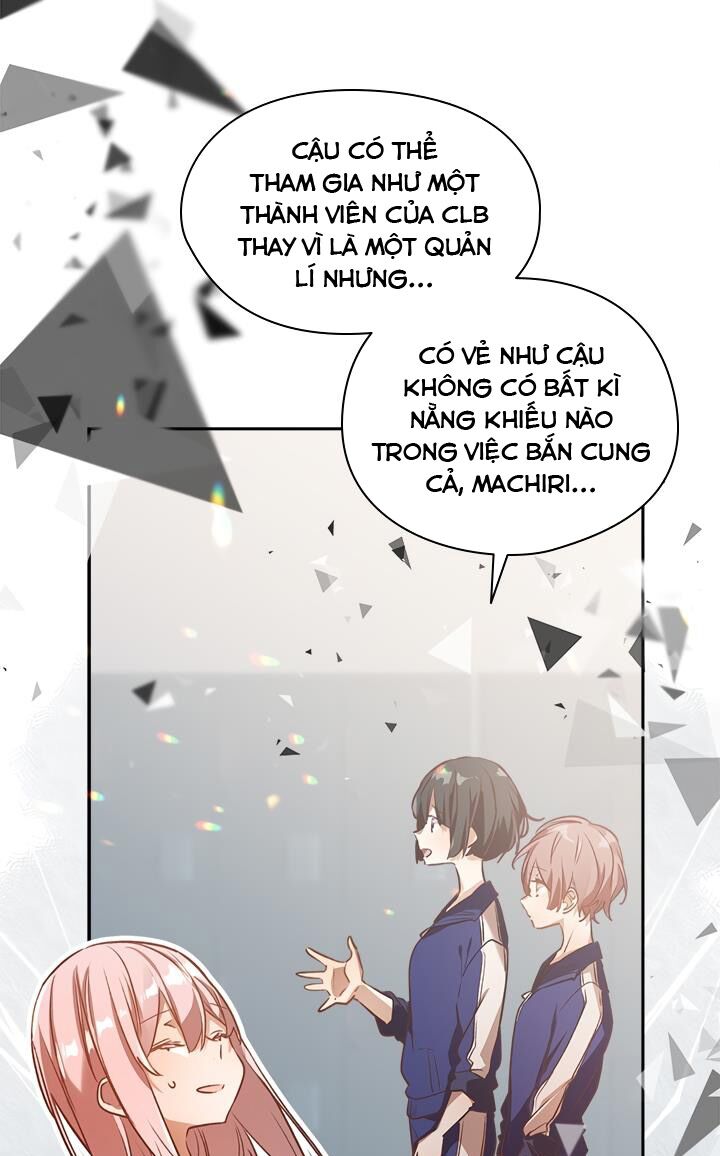 CẬU CÓ THỂ
THAM GIA NHƯ MỘT
THÀNH VIÊN CỦA CLB
THAY VÌ LÀ MỘT QUẢN
LÍ NHƯNG...
CÓ VẺ NHƯ CẬU
KHÔNG CÓ BẤT KÌ
NẰNG KHIẾU NÀO
TRONG VIỆC BẮN CUNG
CẢ, MACHIRI...